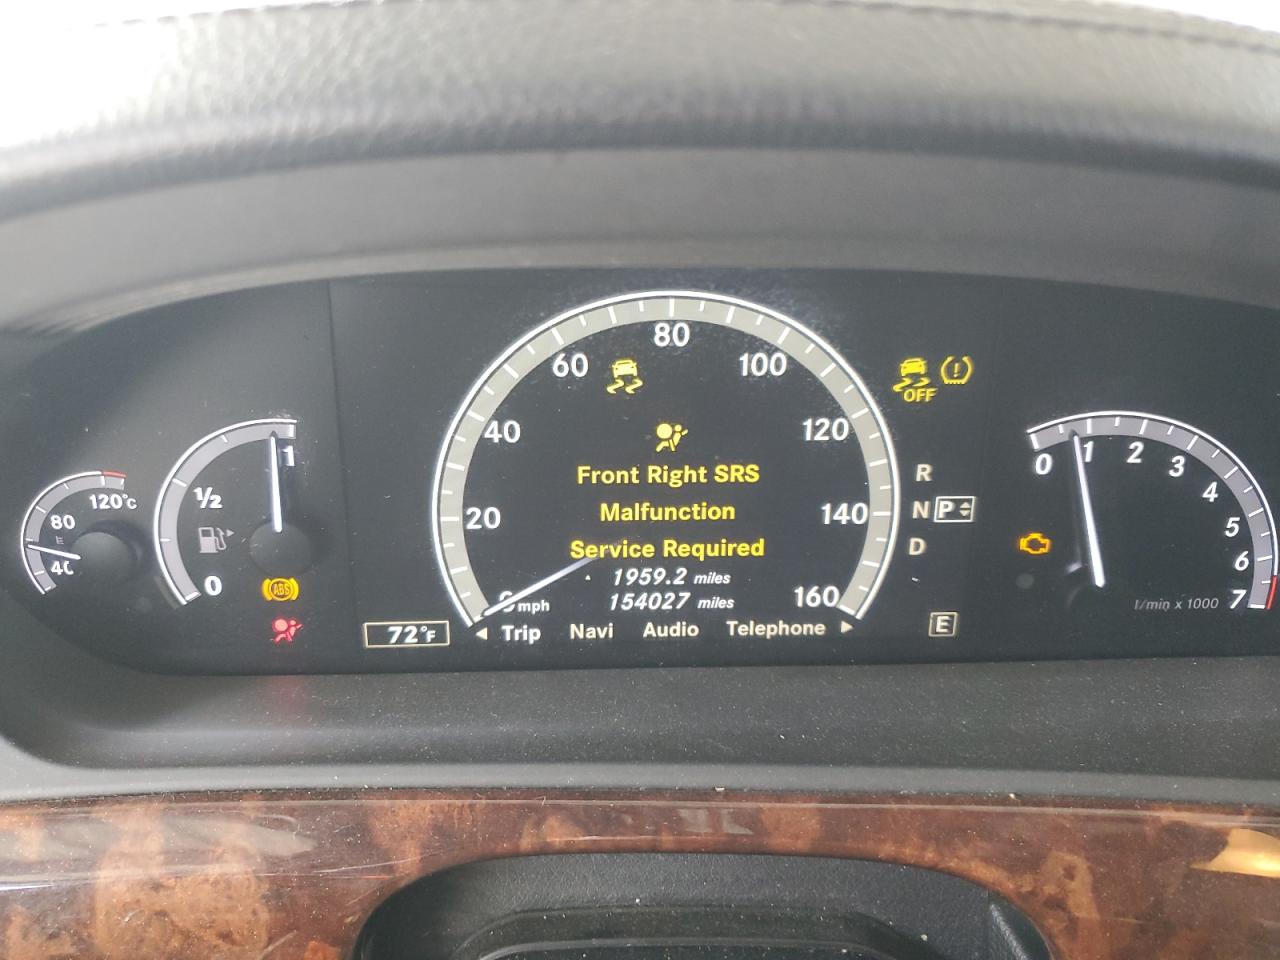 120°C
80
40
1
1/2
0
ABS
72°F
0 mph
20
40
60
80
100
120
140
160
Front Right SRS
Malfunction
Service Required
1959.2 miles
154027 miles
Trip Navi Audio Telephone
OFF
!
R
N P
D
E
0
1
2
3
4
5
6
7
1/min x 1000